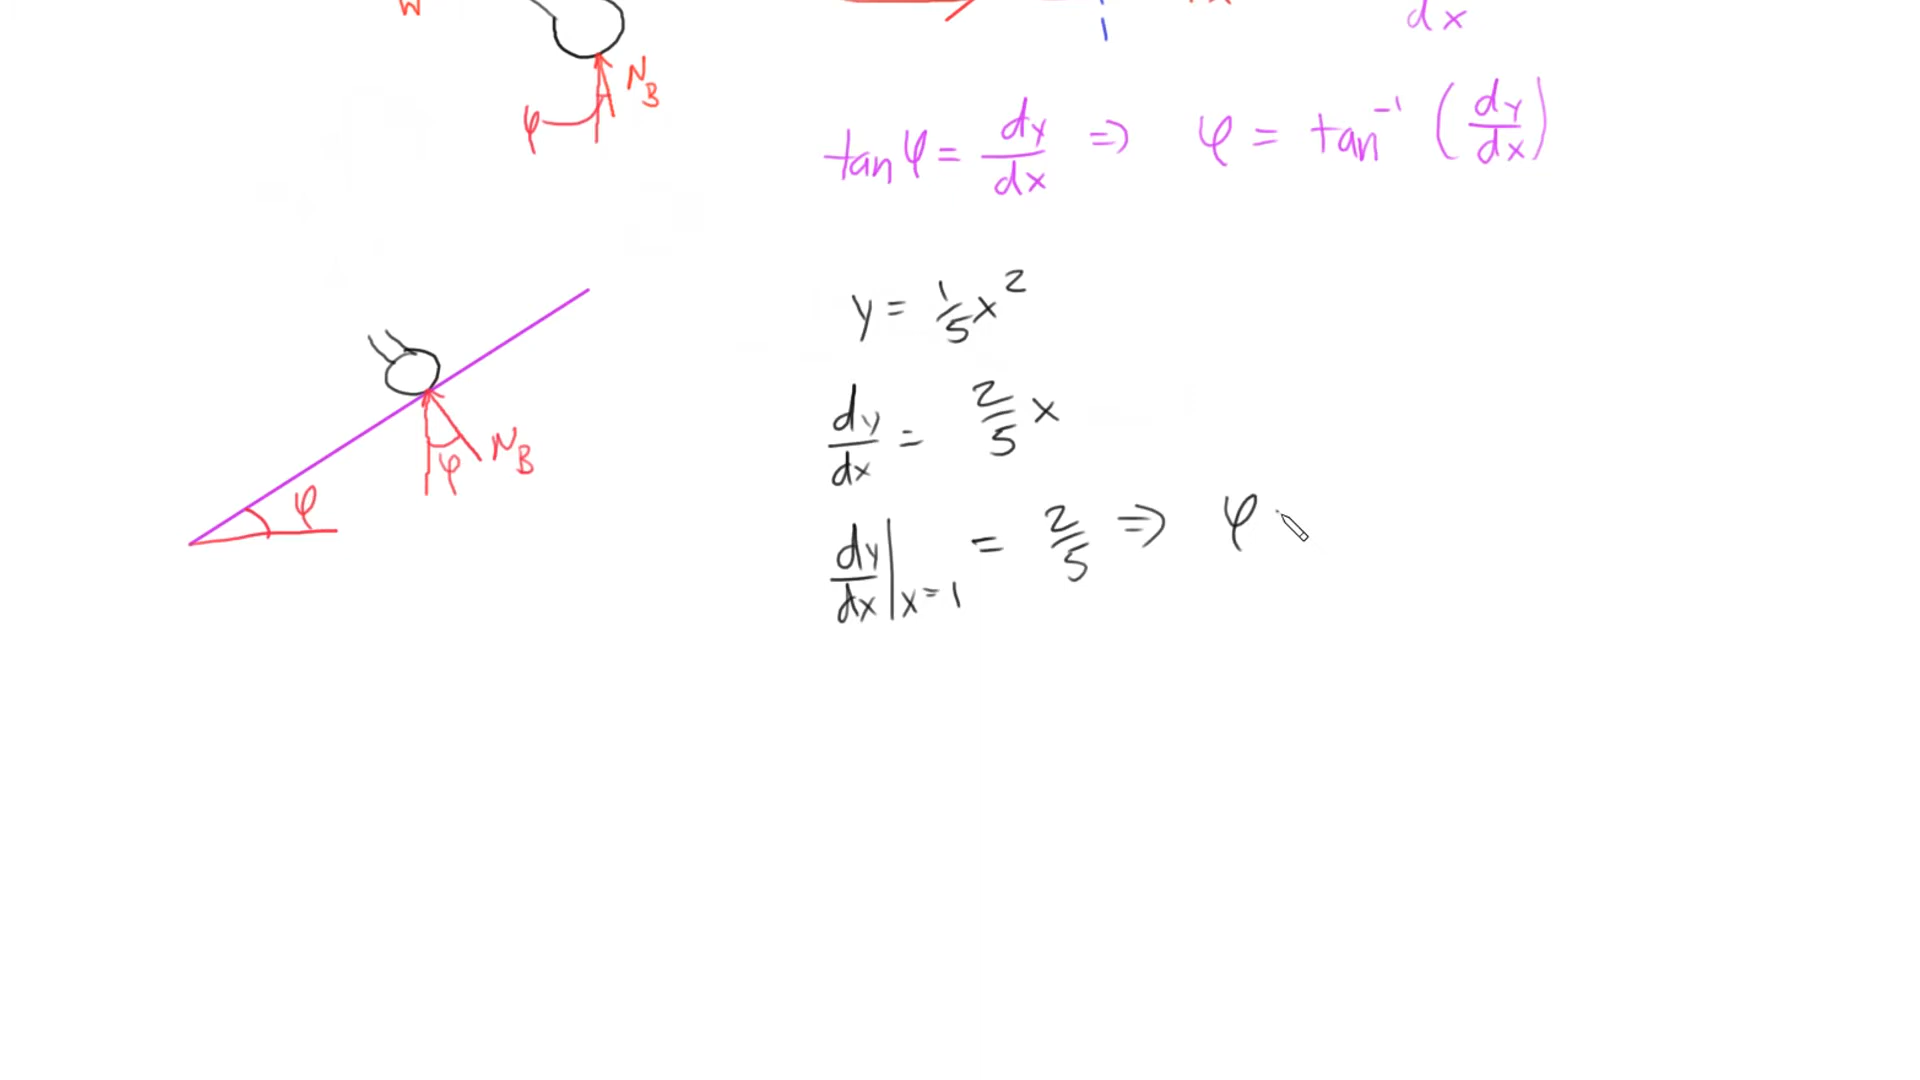 W
dx
N_B
φ
tan φ = dy/dx ⇒ φ = tan⁻¹ (dy/dx)
y = 1/5 x²
dy/dx = 2/5 x
N_B
φ
φ
dy/dx|x=1 = 2/5 ⇒ φ